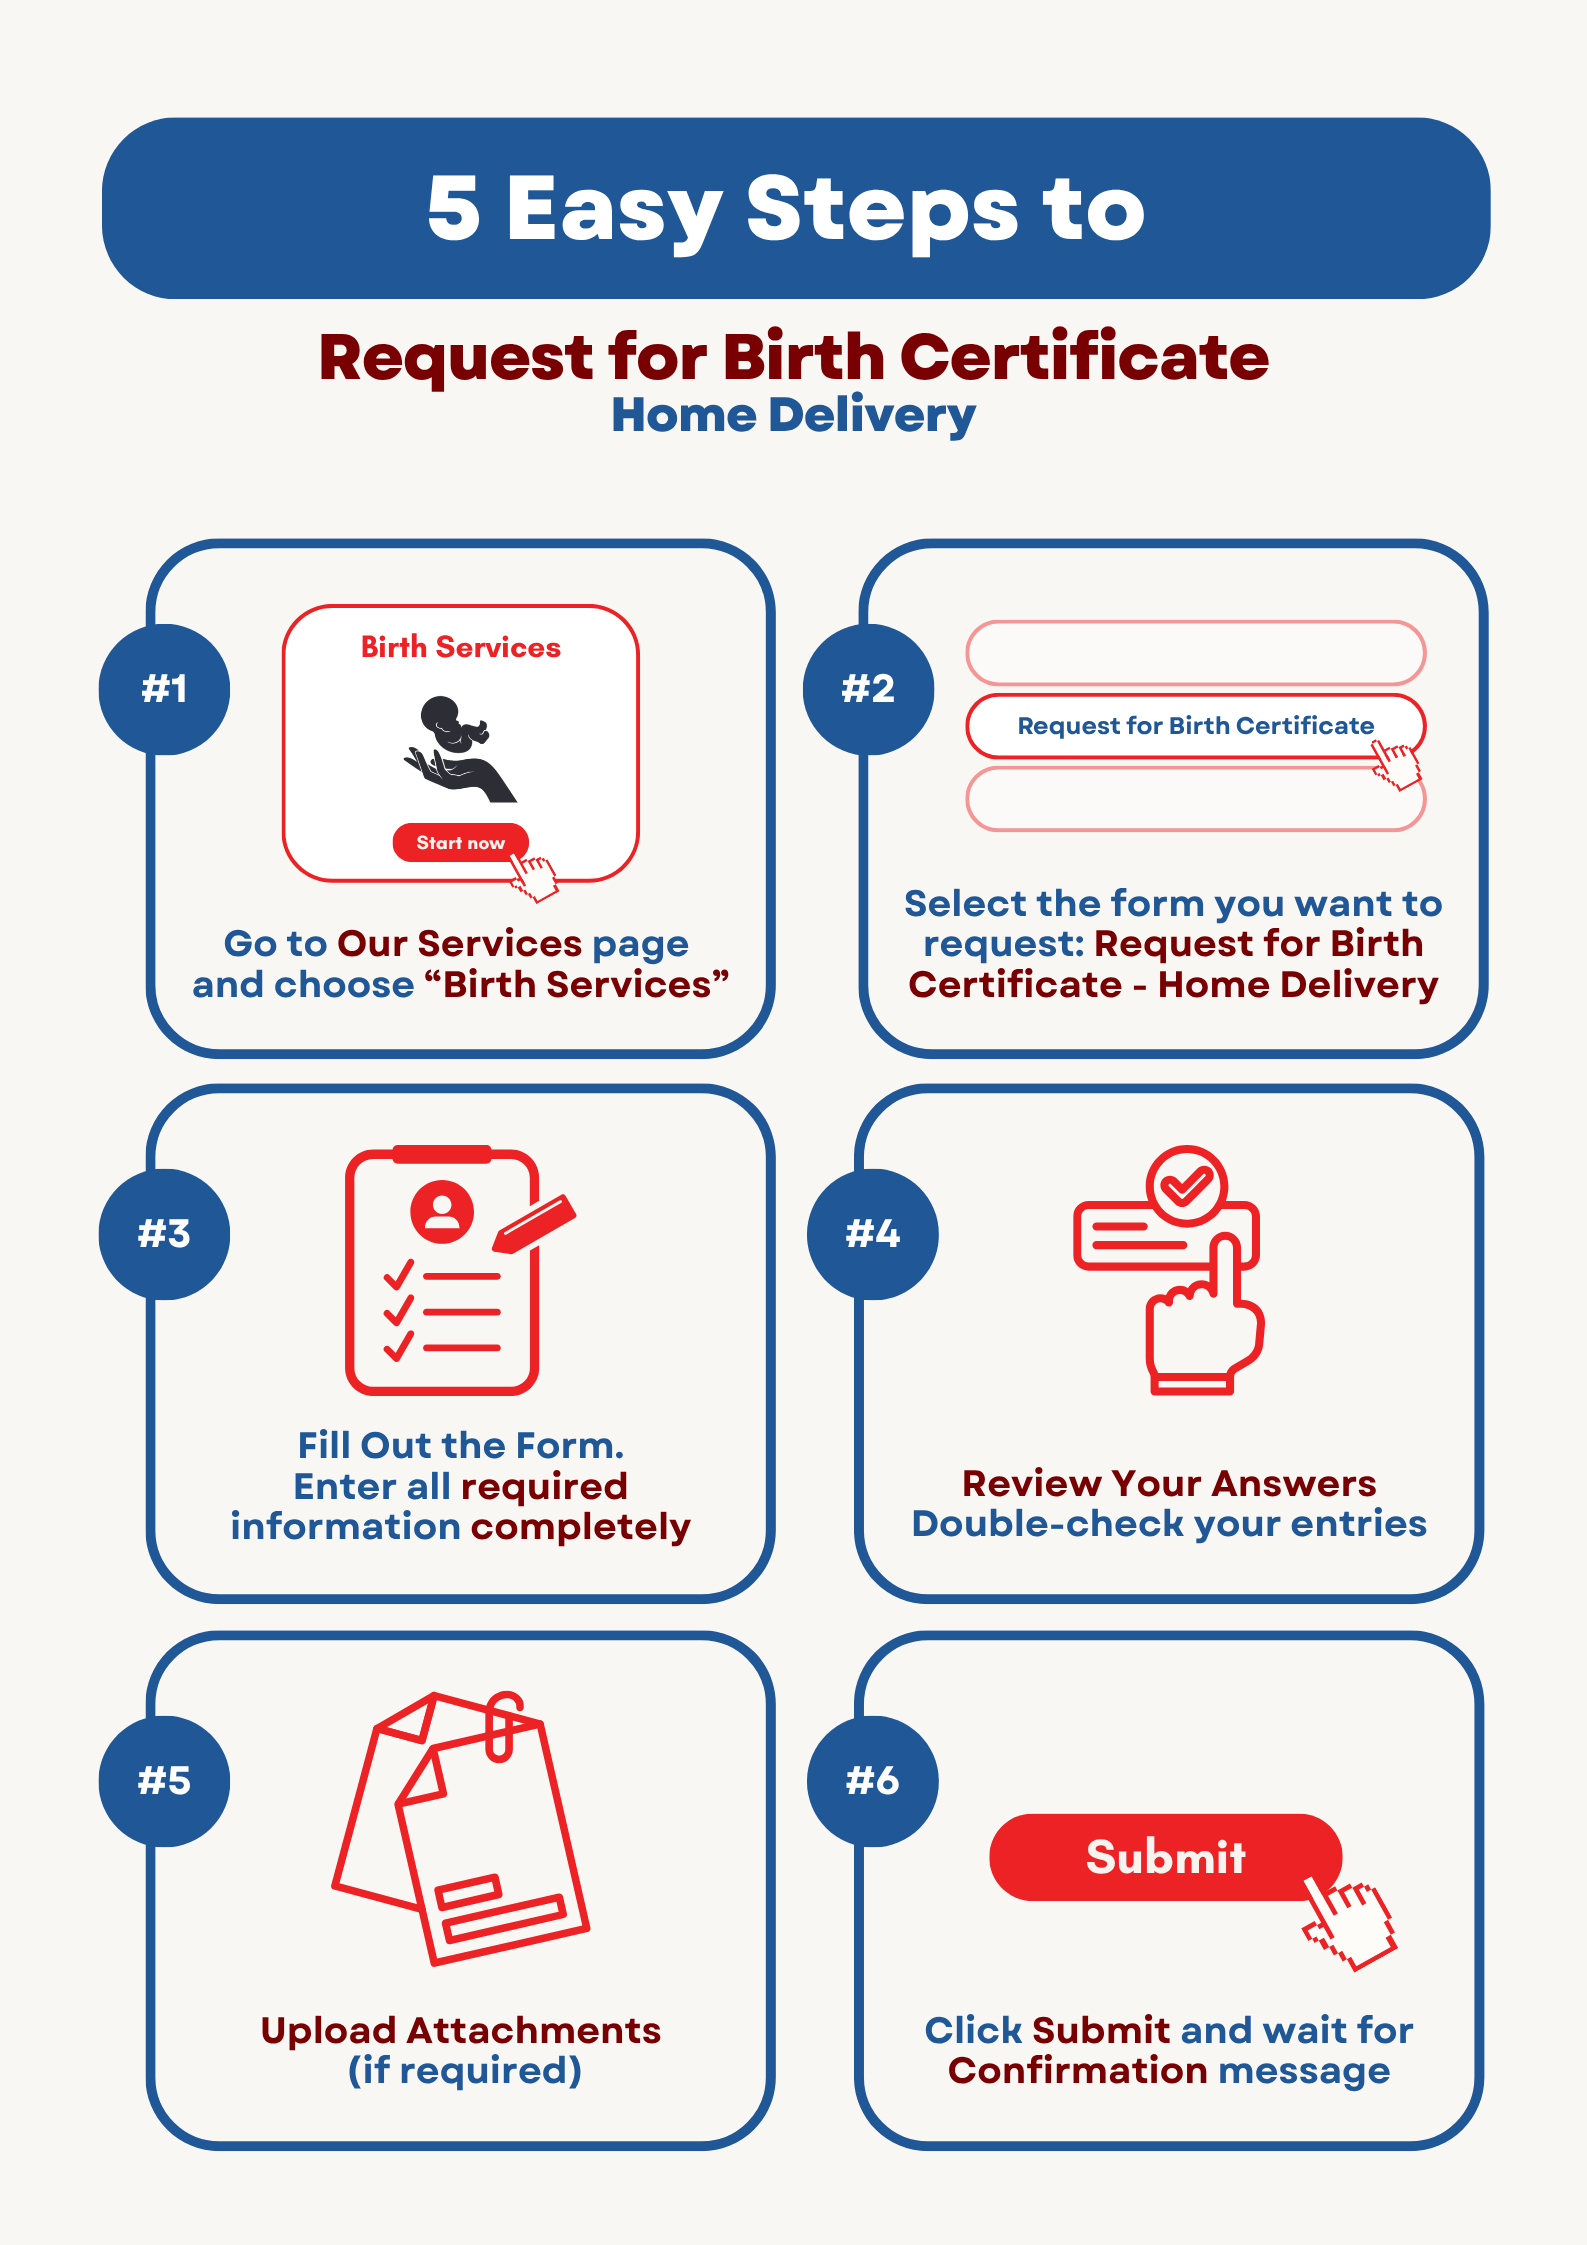 5 Easy Steps to
Request for Birth Certificate
Home Delivery
#1
Birth Services
Start now
Go to Our Services page
and choose “Birth Services”
#2
Request for Birth Certificate
Select the form you want to
request: Request for Birth
Certificate - Home Delivery
#3
Fill Out the Form.
Enter all required
information completely
#4
Review Your Answers
Double-check your entries
#5
Upload Attachments
(if required)
#6
Submit
Click Submit and wait for
Confirmation message